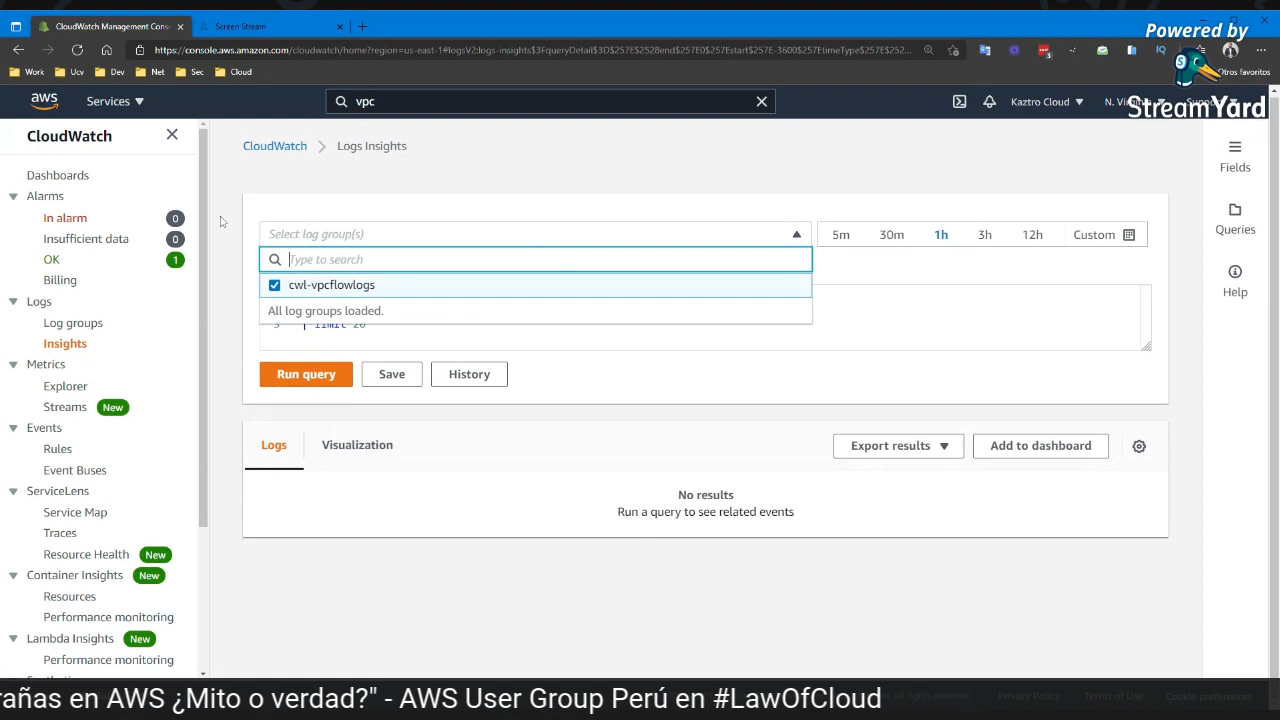 CloudWatch Management Cons
Screen Stream
https://console.aws.amazon.com/cloudwatch/home?region=us-east-1#logsV2:logs-insights$3FqueryDetail$3D$257E$2528end$257E0$257Estart$257E-3600$257EtimeType$257E$2528...
Powered by
StreamYard
Work
Ucv
Dev
Net
Sec
Cloud
Otros favoritos
aws
Services
vpc
Kaztro Cloud
CloudWatch
Dashboards
Alarms
In alarm 0
Insufficient data 0
OK 1
Billing
Logs
Log groups
Insights
Metrics
Explorer
Streams New
Events
Rules
Event Buses
ServiceLens
Service Map
Traces
Resource Health New
Container Insights New
Resources
Performance monitoring
Lambda Insights New
Performance monitoring
CloudWatch Logs Insights
Select log group(s)
5m 30m 1h 3h 12h Custom
Type to search
cwl-vpcflowlogs
All log groups loaded.
| limit 20
Run query
Save
History
Logs
Visualization
Export results
Add to dashboard
No results
Run a query to see related events
Fields
Queries
Help
Privacy Policy Terms of Use Cookie preferences
rañas en AWS ¿Mito o verdad?" - AWS User Group Perú en #LawOfCloud